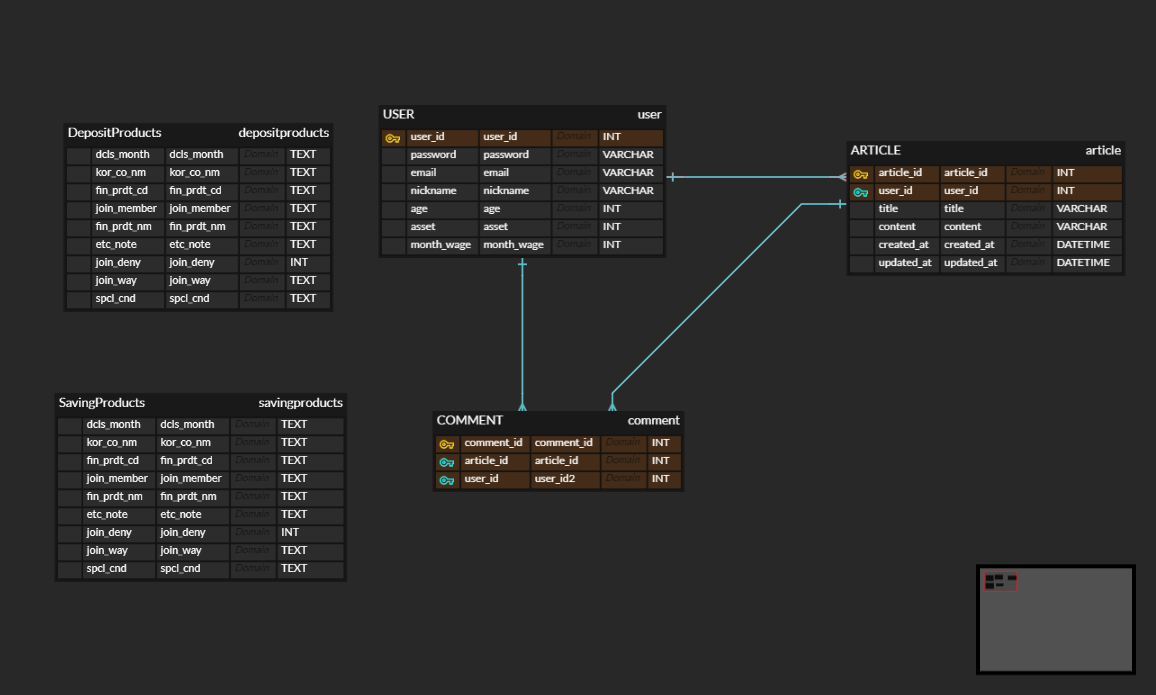 DepositProducts depositproducts
dcls_month dcls_month Domain TEXT
kor_co_nm kor_co_nm Domain TEXT
fin_prdt_cd fin_prdt_cd Domain TEXT
join_member join_member Domain TEXT
fin_prdt_nm fin_prdt_nm Domain TEXT
etc_note etc_note Domain TEXT
join_deny join_deny Domain INT
join_way join_way Domain TEXT
spcl_cnd spcl_cnd Domain TEXT
USER user
user_id user_id Domain INT
password password Domain VARCHAR
email email Domain VARCHAR
nickname nickname Domain VARCHAR
age age Domain INT
asset asset Domain INT
month_wage month_wage Domain INT
ARTICLE article
article_id article_id Domain INT
user_id user_id Domain INT
title title Domain VARCHAR
content content Domain VARCHAR
created_at created_at Domain DATETIME
updated_at updated_at Domain DATETIME
SavingProducts savingproducts
dcls_month dcls_month Domain TEXT
kor_co_nm kor_co_nm Domain TEXT
fin_prdt_cd fin_prdt_cd Domain TEXT
join_member join_member Domain TEXT
fin_prdt_nm fin_prdt_nm Domain TEXT
etc_note etc_note Domain TEXT
join_deny join_deny Domain INT
join_way join_way Domain TEXT
spcl_cnd spcl_cnd Domain TEXT
COMMENT comment
comment_id comment_id Domain INT
article_id article_id Domain INT
user_id user_id2 Domain INT